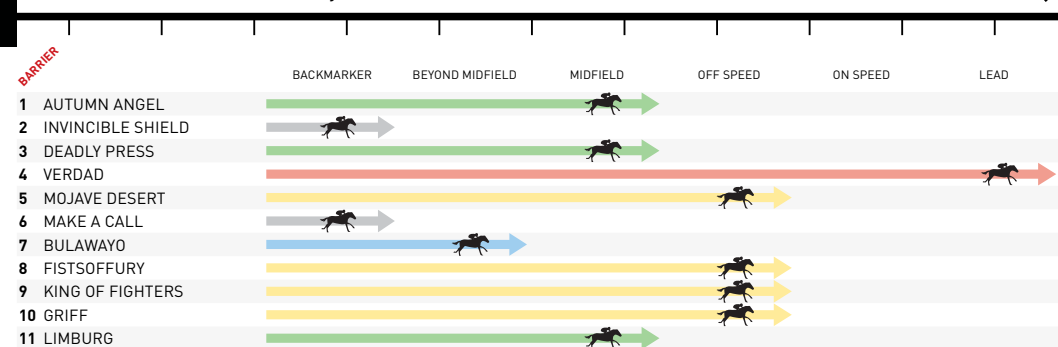 BARRIER
BACKMARKER BEYOND MIDFIELD MIDFIELD OFF SPEED ON SPEED LEAD
1 AUTUMN ANGEL
2 INVINCIBLE SHIELD
3 DEADLY PRESS
4 VERDAD
5 MOJAVE DESERT
6 MAKE A CALL
7 BULAWAYO
8 FISTSOFFURY
9 KING OF FIGHTERS
10 GRIFF
11 LIMBURG